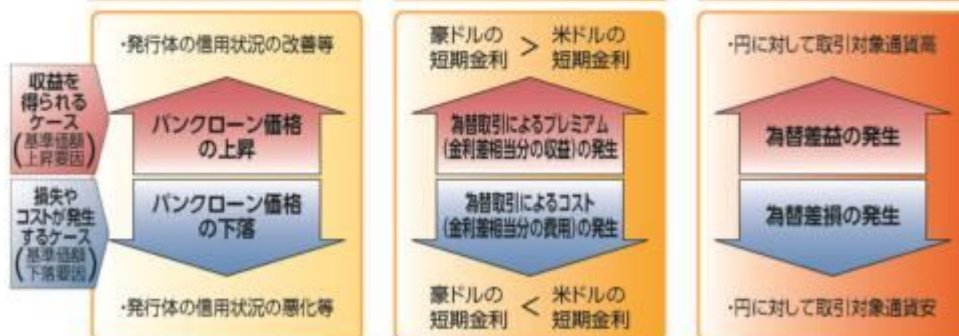 収益を
得られる
ケース
(基準価額
上昇要因)
損失や
コストが発生
するケース
(基準価額
下落要因)
・発行体の信用状況の改善等
バンクローン価格
の上昇
バンクローン価格
の下落
・発行体の信用状況の悪化等
豪ドルの
短期金利
>
米ドルの
短期金利
為替取引によるプレミアム
(金利差相当分の収益)の発生
為替取引によるコスト
(金利差相当分の費用)の発生
豪ドルの
短期金利
<
米ドルの
短期金利
・円に対して取引対象通貨高
為替差益の発生
為替差損の発生
・円に対して取引対象通貨安